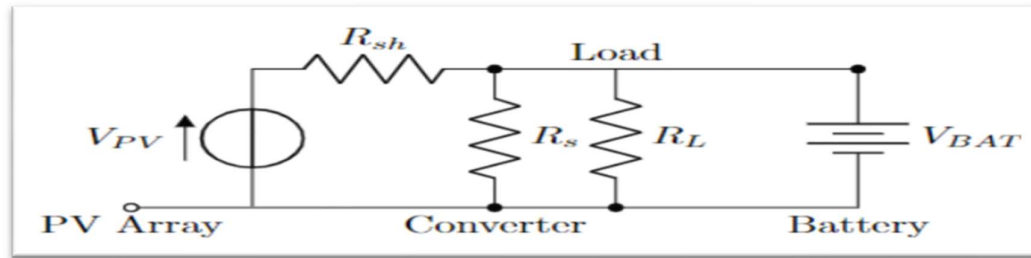 R_sh
Load
V_PV
R_s
R_L
V_BAT
PV Array
Converter
Battery